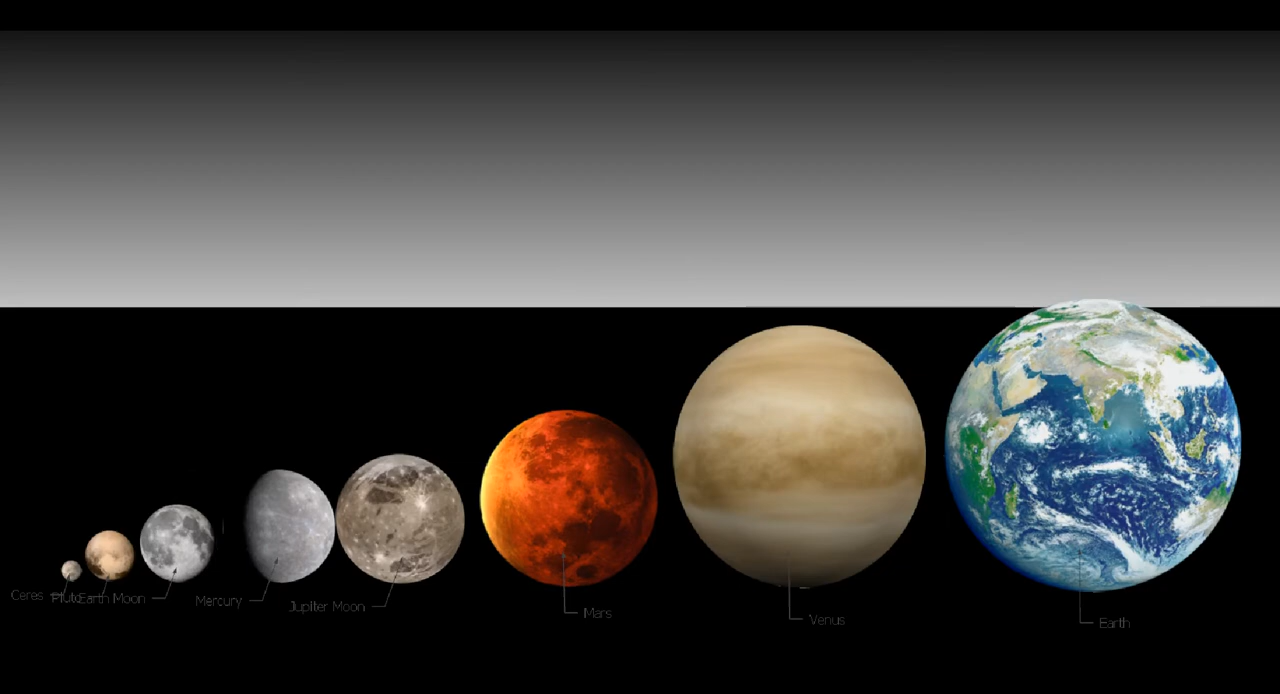 Ceres
Pluto
Earth Moon
Mercury
Jupiter Moon
Mars
Venus
Earth